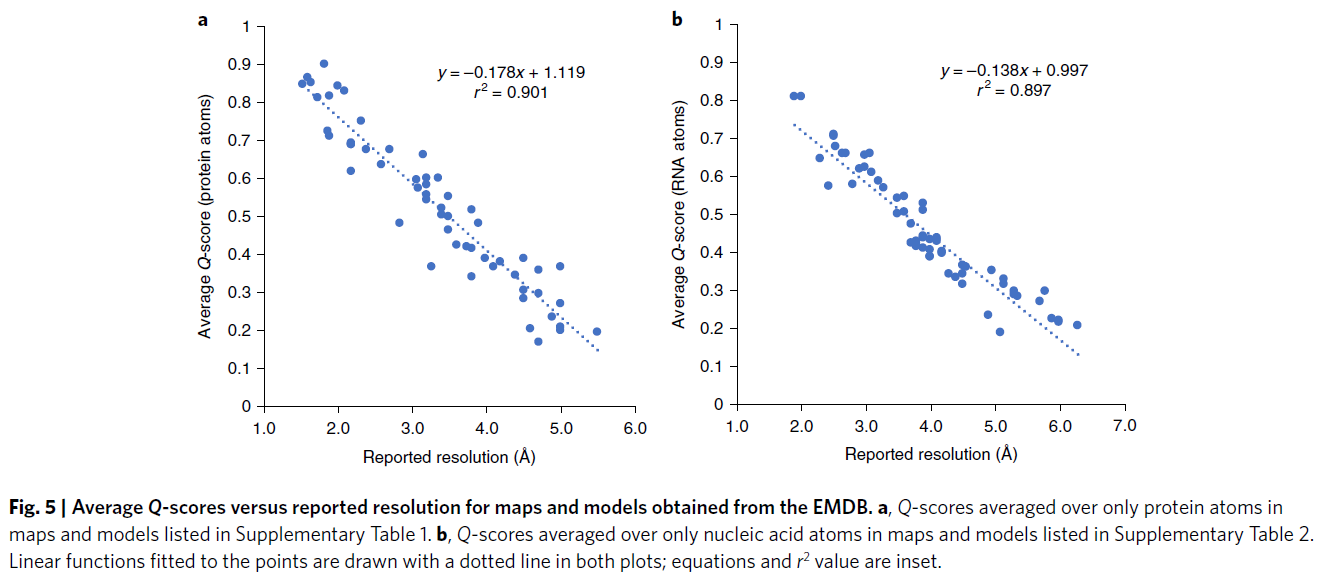 a
1
0.9
0.8
0.7
0.6
0.5
0.4
0.3
0.2
0.1
0
Average Q-score (protein atoms)
y = −0.178x + 1.119
r² = 0.901
1.0 2.0 3.0 4.0 5.0 6.0
Reported resolution (Å)
b
1
0.9
0.8
0.7
0.6
0.5
0.4
0.3
0.2
0.1
0
Average Q-score (RNA atoms)
y = −0.138x + 0.997
r² = 0.897
1.0 2.0 3.0 4.0 5.0 6.0 7.0
Reported resolution (Å)
Fig. 5 | Average Q-scores versus reported resolution for maps and models obtained from the EMDB. a, Q-scores averaged over only protein atoms in
maps and models listed in Supplementary Table 1. b, Q-scores averaged over only nucleic acid atoms in maps and models listed in Supplementary Table 2.
Linear functions fitted to the points are drawn with a dotted line in both plots; equations and r² value are inset.